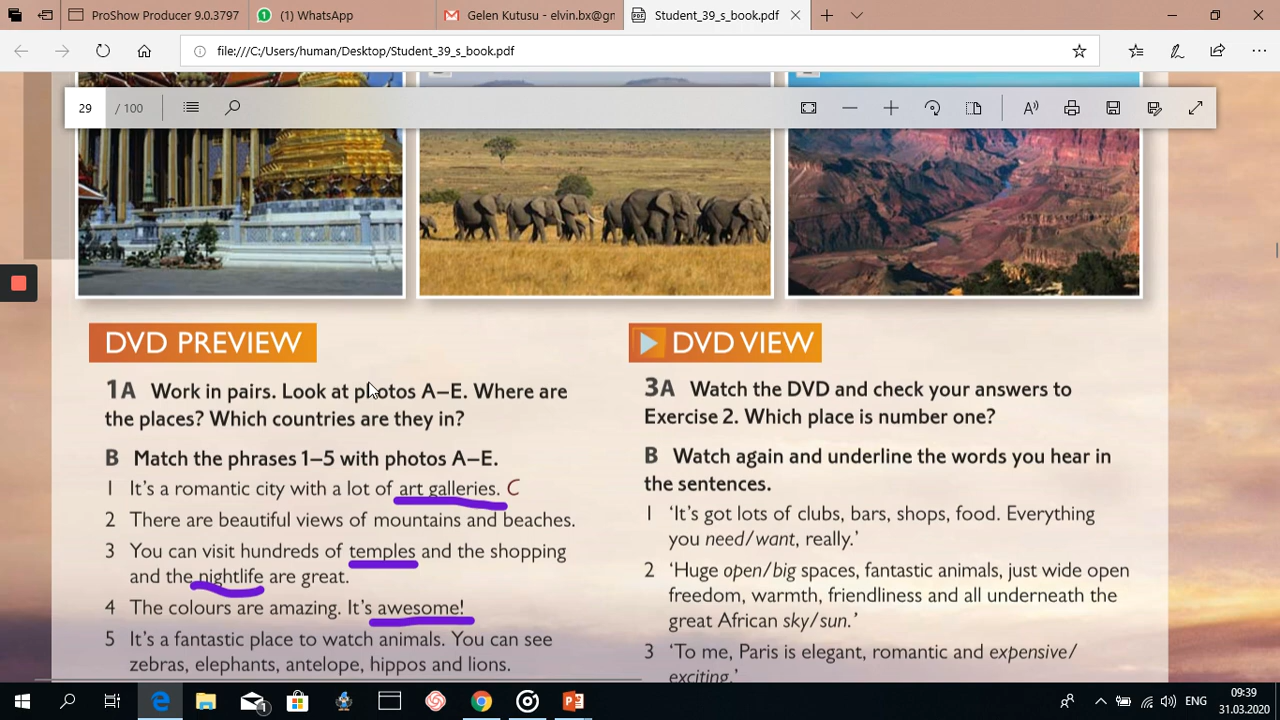 ProShow Producer 9.0.3797
(1) WhatsApp
Gelen Kutusu - elvin.bx@gr
Student_39_s_book.pdf
file:///C:/Users/human/Desktop/Student_39_s_book.pdf
29 / 100
DVD PREVIEW
1A Work in pairs. Look at photos A–E. Where are
the places? Which countries are they in?
B Match the phrases 1–5 with photos A–E.
1 It's a romantic city with a lot of art galleries. C
2 There are beautiful views of mountains and beaches.
3 You can visit hundreds of temples and the shopping
and the nightlife are great.
4 The colours are amazing. It's awesome!
5 It's a fantastic place to watch animals. You can see
zebras, elephants, antelope, hippos and lions.
DVD VIEW
3A Watch the DVD and check your answers to
Exercise 2. Which place is number one?
B Watch again and underline the words you hear in
the sentences.
1 ‘It's got lots of clubs, bars, shops, food. Everything
you need/want, really.’
2 ‘Huge open/big spaces, fantastic animals, just wide open
freedom, warmth, friendliness and all underneath the
great African sky/sun.’
3 ‘To me, Paris is elegant, romantic and expensive/
exciting.’
1
ENG
09:39
31.03.2020